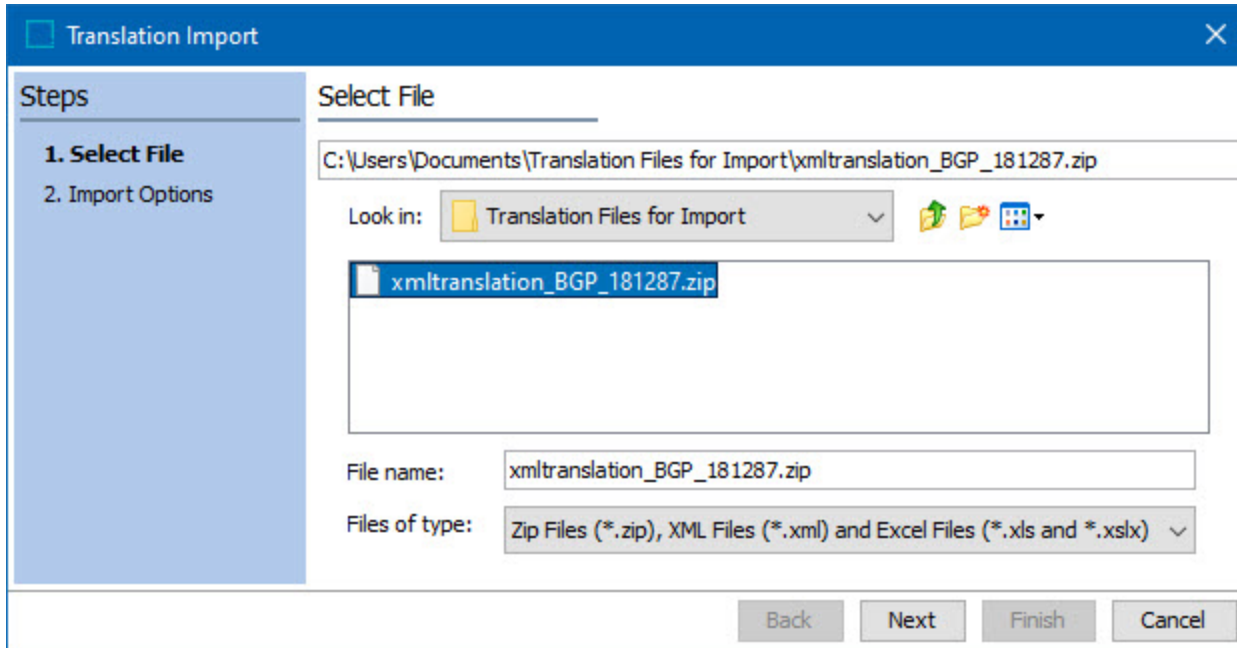 Translation Import
Steps
1. Select File
2. Import Options
Select File
C:\Users\Documents\Translation Files for Import\xmltranslation_BGP_181287.zip
Look in: Translation Files for Import
xmltranslation_BGP_181287.zip
File name: xmltranslation_BGP_181287.zip
Files of type: Zip Files (*.zip), XML Files (*.xml) and Excel Files (*.xls and *.xslx)
Back Next Finish Cancel